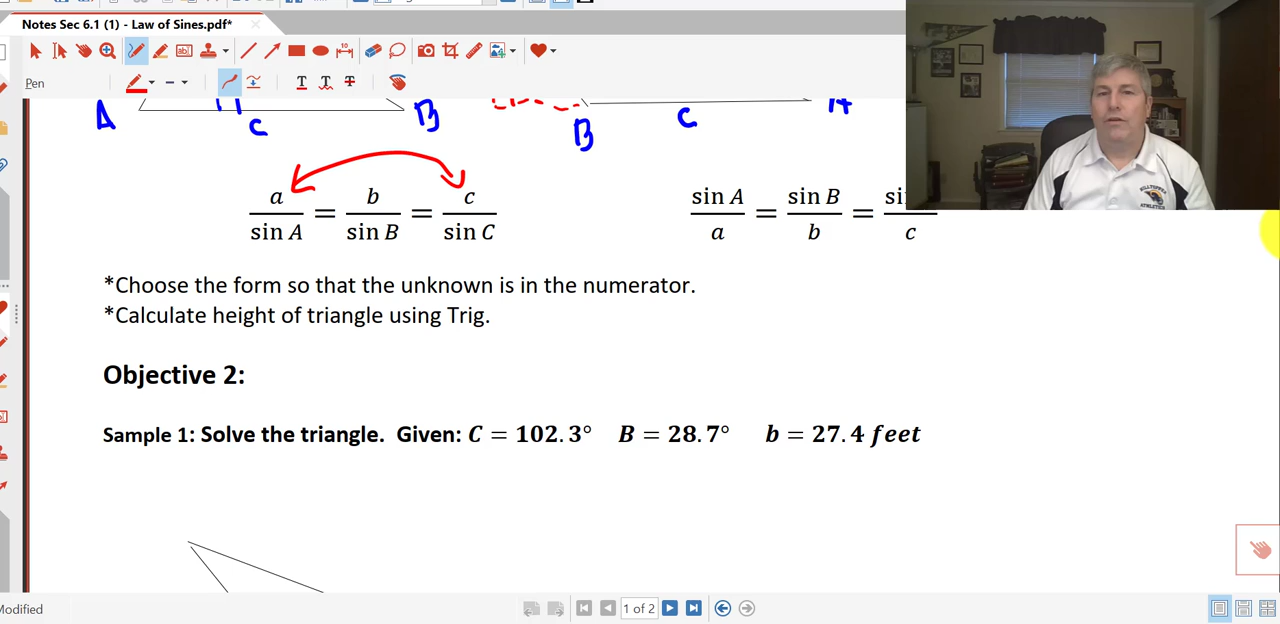 Notes Sec 6.1 (1) - Law of Sines.pdf*
Pen
A C B B C A
a/sin A = b/sin B = c/sin C
sin A/a = sin B/b = si/c
*Choose the form so that the unknown is in the numerator.
*Calculate height of triangle using Trig.
Objective 2:
Sample 1: Solve the triangle. Given: C = 102.3° B = 28.7° b = 27.4 feet
Modified
1 of 2